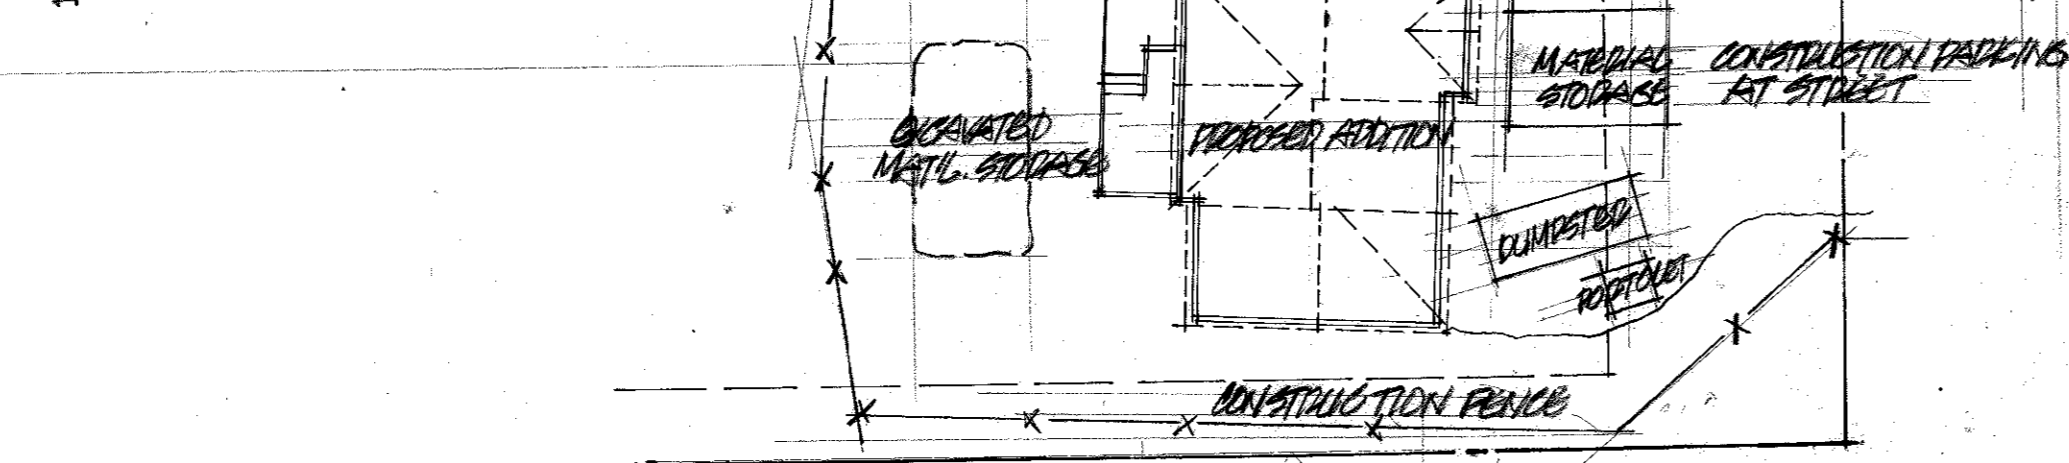 MATERIAL
STORAGE
CONSTRUCTION PARKING
AT STREET
EXCAVATED
MAT'L. STORAGE
PROPOSED ADDITION
DUMPSTER
PORTOLET
CONSTRUCTION FENCE